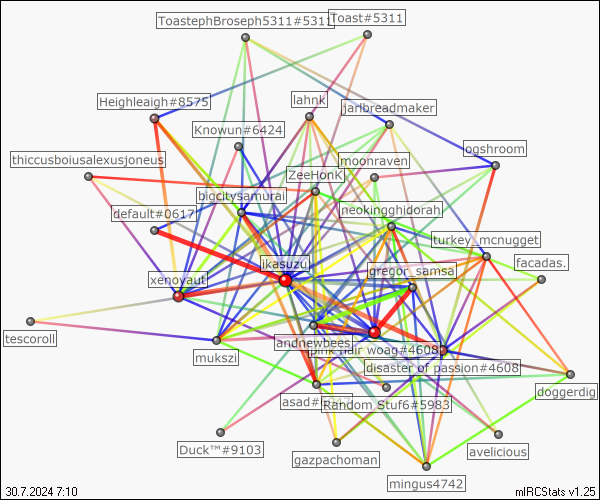 ToastephBroseph5311#5311
Toast#5311
Heighleaigh#8575
lahnk
jarlbreadmaker
Knowun#6424
ogshroom
thiccusboiusalexusjoneus
moonraven
ZeeHonK
bigcitysamurai
default#0617
neokingghidorah
turkey_mcnugget
ikasuzu
gregor_samsa
facadas.
xenoyaut
tescoroll
andnewbees
pink hair woag#4608
mukszi
disaster of passion#4608
doggerdig
Random Stuf6#5983
Duck™#9103
gazpachoman
avelicious
mingus4742
30.7.2024 7:10
mIRCStats v1.25